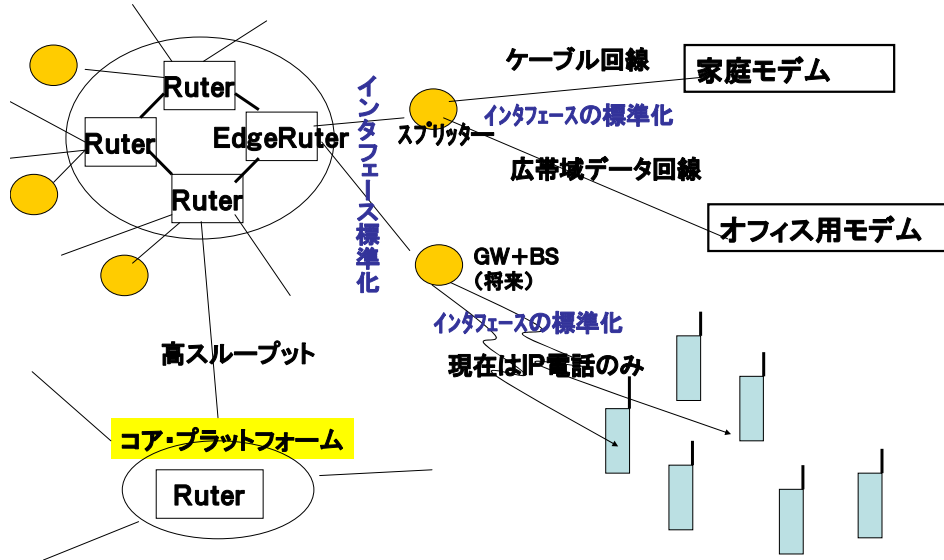 Ruter
Ruter
EdgeRuter
Ruter
インタフェース標準化
ケーブル回線
家庭モデム
スプリッター
インタフェースの標準化
広帯域データ回線
オフィス用モデム
GW+BS
(将来)
インタフェースの標準化
現在はIP電話のみ
高スループット
コア・プラットフォーム
Ruter